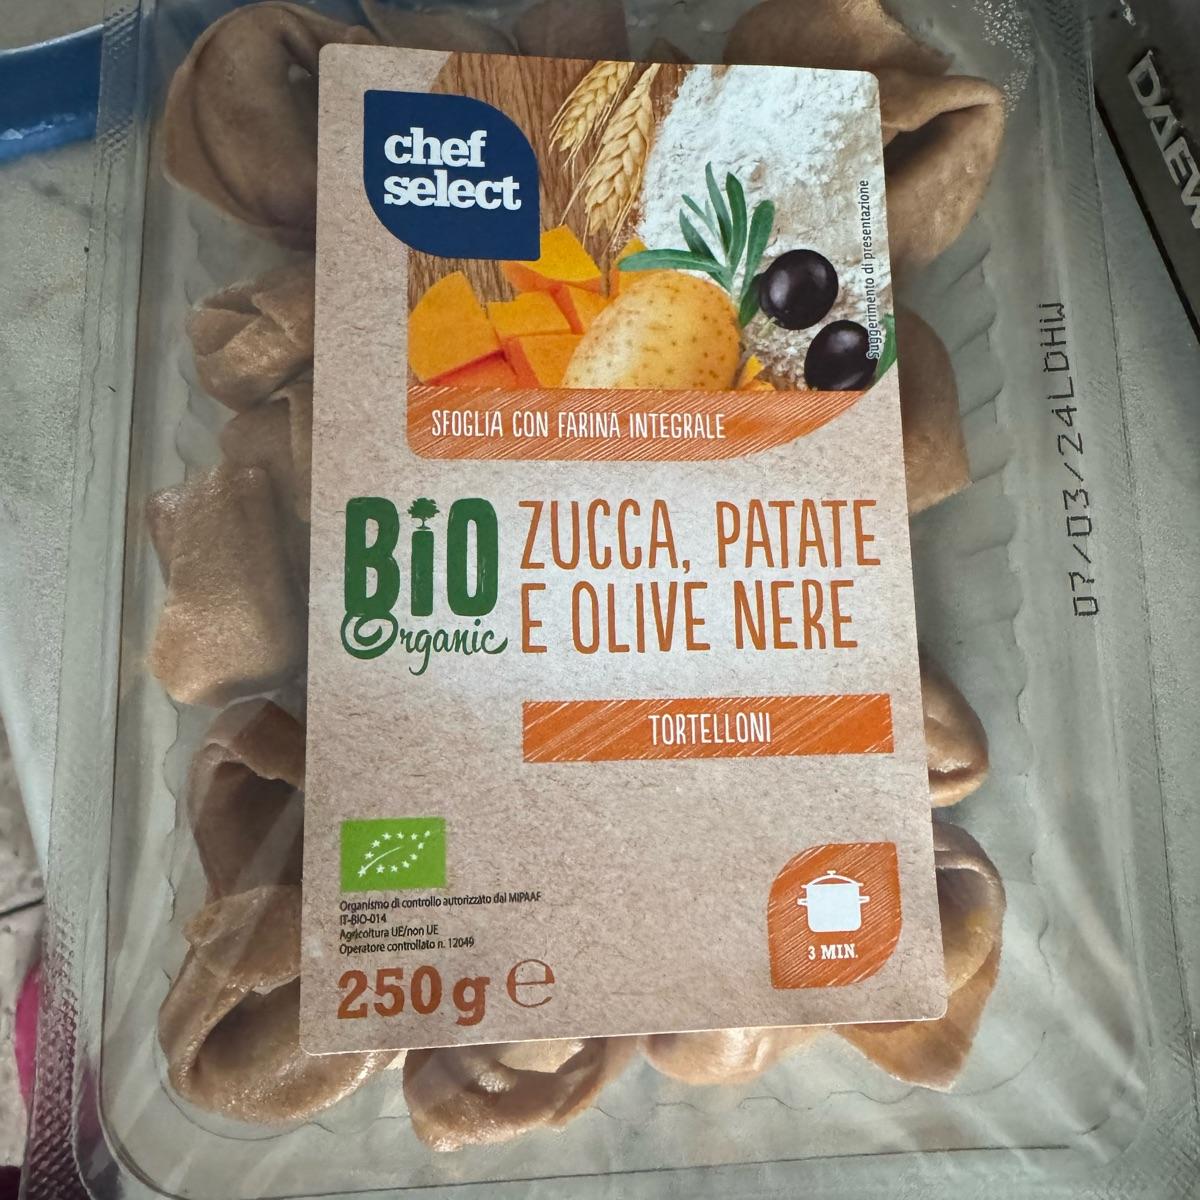 chef
select
Suggerimento di presentazione
SFOGLIA CON FARINA INTEGRALE
BiO
Organic
ZUCCA, PATATE
E OLIVE NERE
TORTELLONI
Organismo di controllo autorizzato dal MIPAAF
IT-BIO-014
Agricoltura UE/non UE
Operatore controllato n. 12049
250 g e
3 MIN.
07/03/24LDHW